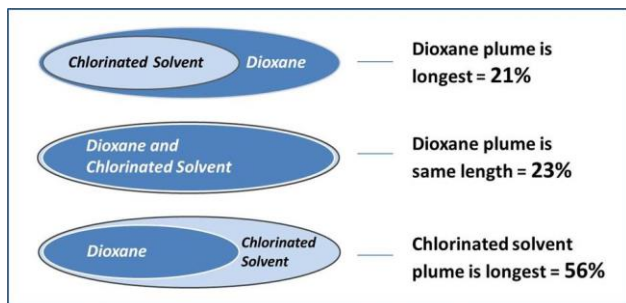 Chlorinated Solvent
Dioxane
Dioxane plume is
longest = 21%
Dioxane and
Chlorinated Solvent
Dioxane plume is
same length = 23%
Dioxane
Chlorinated
Solvent
Chlorinated solvent
plume is longest = 56%